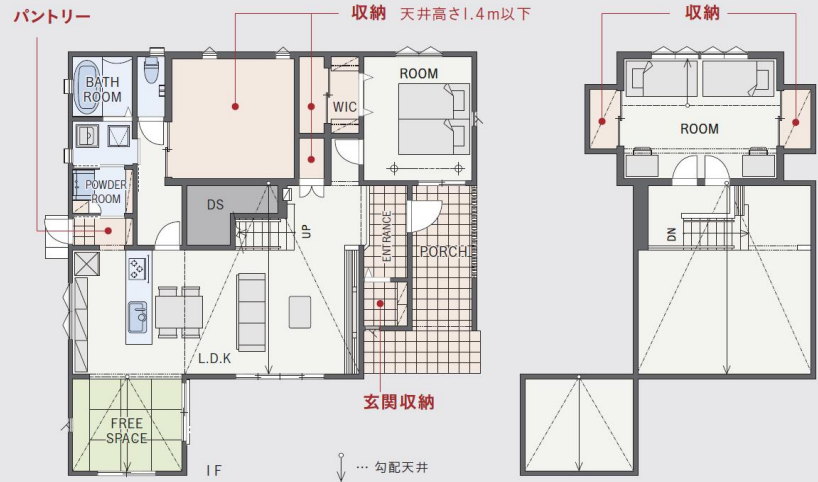 パントリー
収納 天井高さ1.4m以下
収納
BATH
ROOM
WIC
ROOM
ROOM
POWDER
ROOM
DS
UP
ENTRANCE
PORCH
DN
L.D.K
玄関収納
FREE
SPACE
1F
… 勾配天井